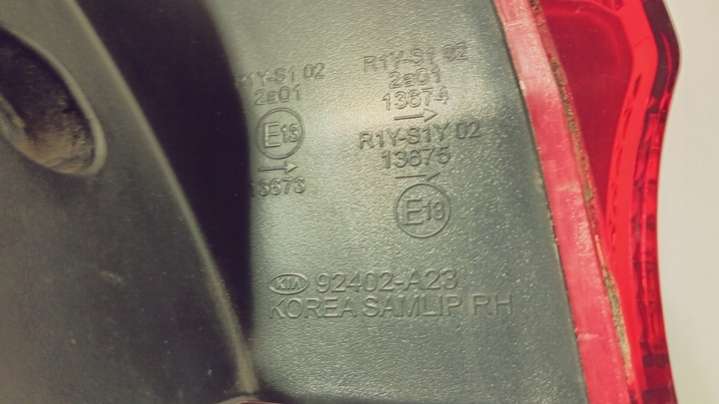 R1Y-S1 02
2a01
E13
13673
R1Y-S1 02
2a01
13674
R1Y-S1Y 02
13675
E13
KIA 92402-A23
KOREA SAMLIP RH